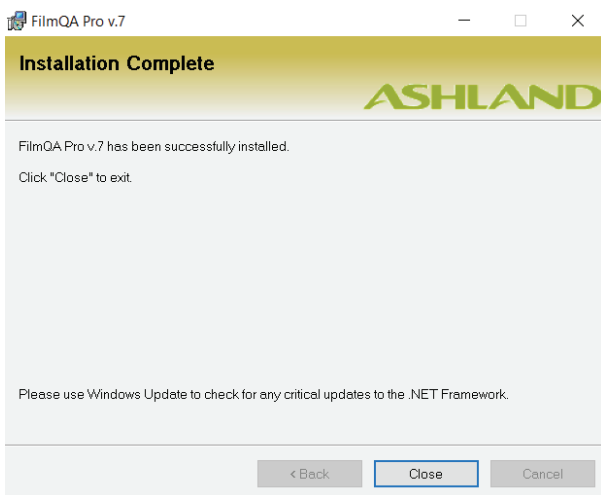 FilmQA Pro v.7
Installation Complete
ASHLAND
FilmQA Pro v.7 has been successfully installed.
Click "Close" to exit.
Please use Windows Update to check for any critical updates to the .NET Framework.
< Back Close Cancel